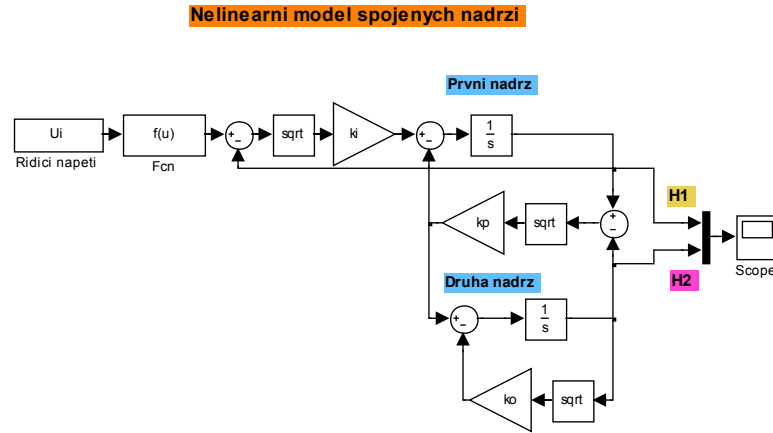 Nelinearni model spojenych nadrzi
Prvni nadrz
Ui
f(u)
+
−
sqrt
ki
+
−
1
s
Ridici napeti
Fcn
H1
kp
sqrt
+
−
Scope
Druha nadrz
H2
+
−
1
s
ko
sqrt